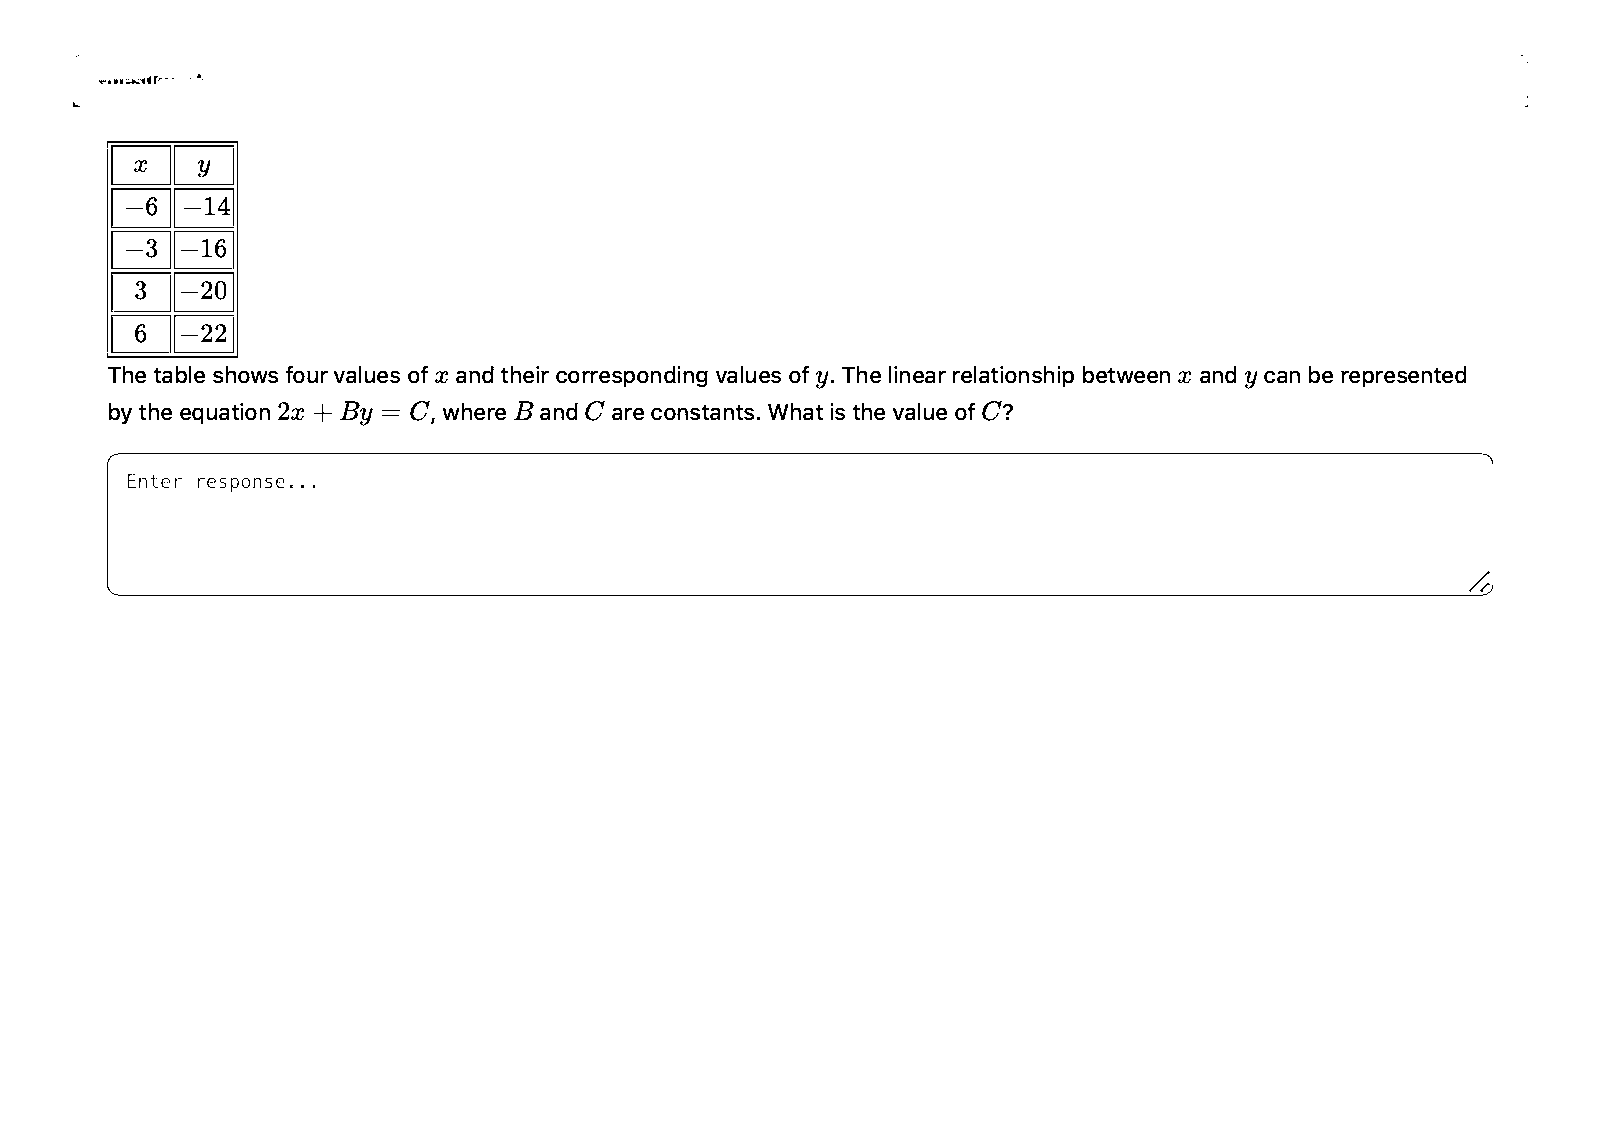 x y
−6 −14
−3 −16
3 −20
6 −22
The table shows four values of x and their corresponding values of y. The linear relationship between x and y can be represented
by the equation 2x + By = C, where B and C are constants. What is the value of C?
Enter response...